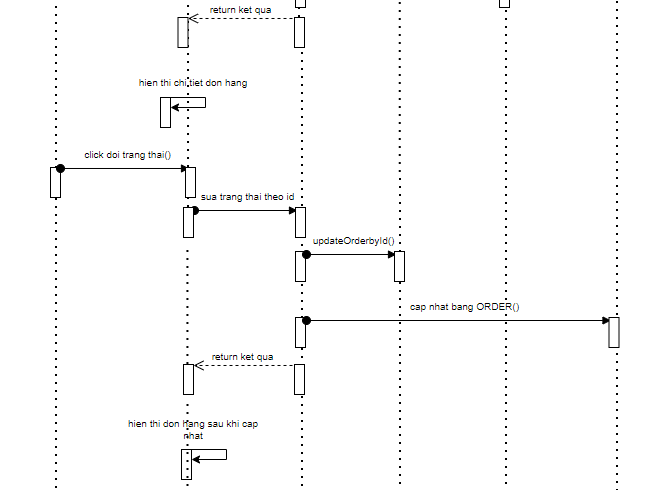 return ket qua
hien thi chi tiet don hang
click doi trang thai()
sua trang thai theo id
updateOrderbyId()
cap nhat bang ORDER()
return ket qua
hien thi don hang sau khi cap
nhat